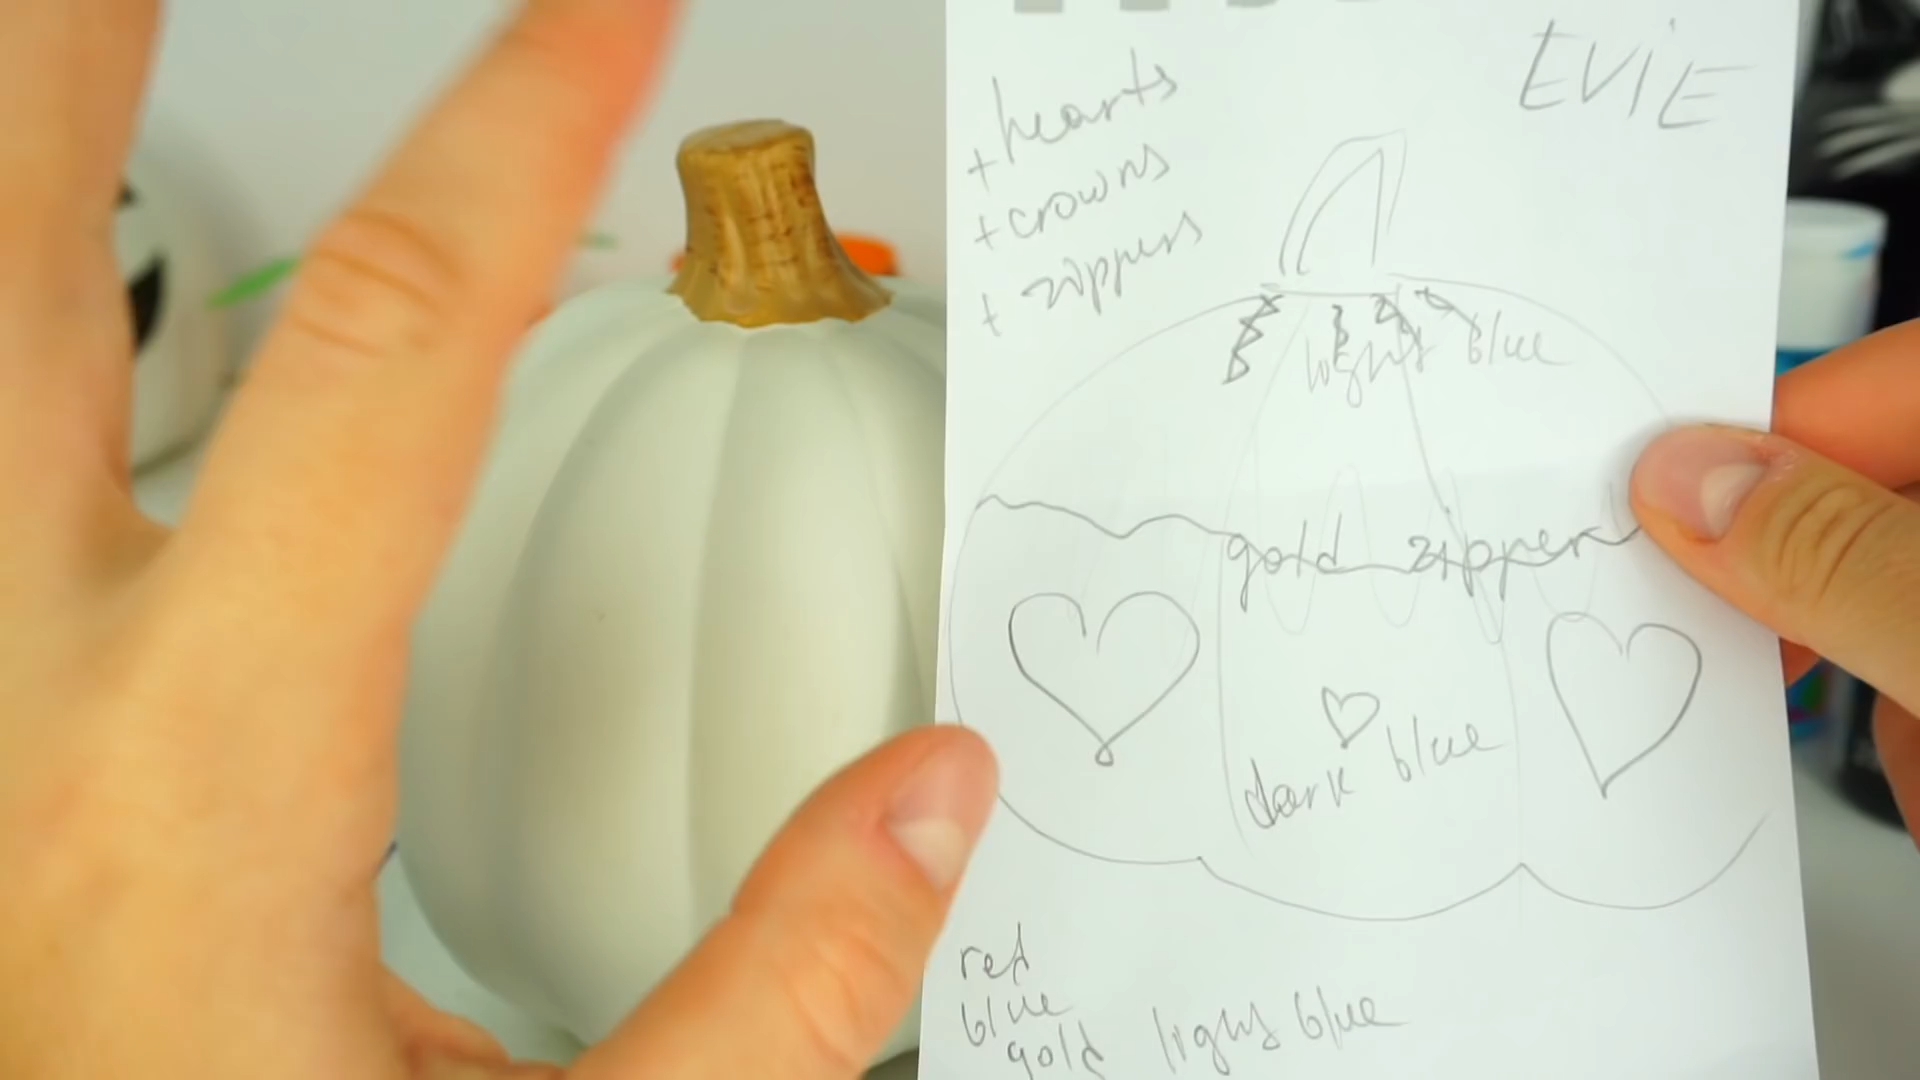 EViE
+ hearts
+ crowns
+ zippers
light blue
gold zipper
dark blue
red
blue
gold light blue